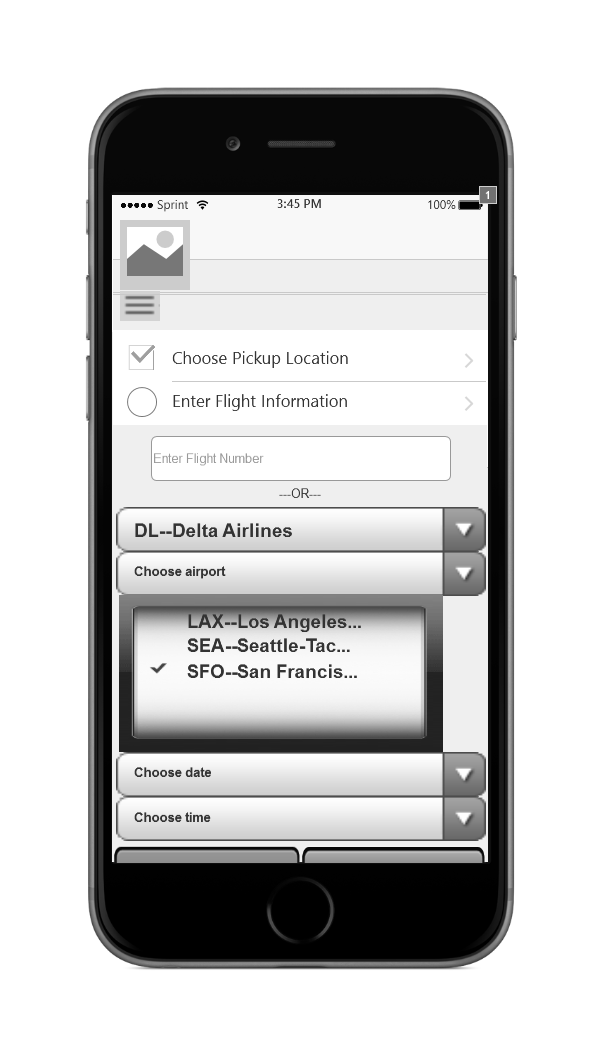 1
Sprint 3:45 PM 100%
Choose Pickup Location
Enter Flight Information
Enter Flight Number
---OR---
DL--Delta Airlines
Choose airport
LAX--Los Angeles...
SEA--Seattle-Tac...
SFO--San Francis...
Choose date
Choose time